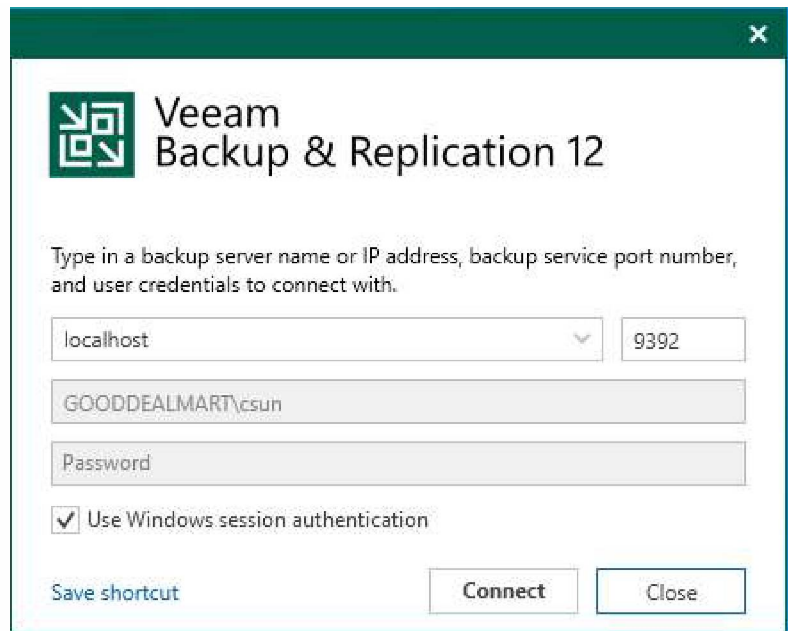 Veeam
Backup & Replication 12
Type in a backup server name or IP address, backup service port number,
and user credentials to connect with.
localhost 9392
GOODDEALMART\csun
Password
Use Windows session authentication
Save shortcut Connect Close